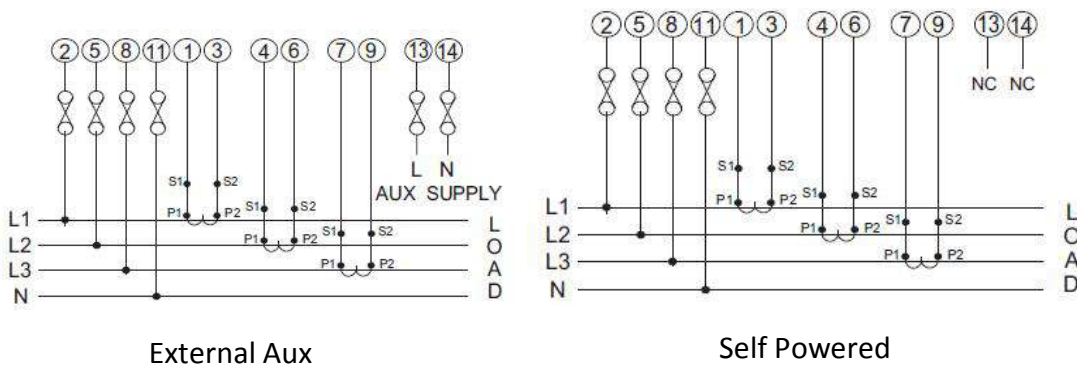 2 5 8 11 1 3 4 6 7 9 13 14
L N
AUX SUPPLY
S1 S2
S1 S2
S1 S2
L1 P1 P2 L
L2 P1 P2 O
L3 P1 P2 A
N D
External Aux
2 5 8 11 1 3 4 6 7 9 13 14
NC NC
S1 S2
S1 S2
S1 S2
L1 P1 P2 L
L2 P1 P2 O
L3 P1 P2 A
N D
Self Powered